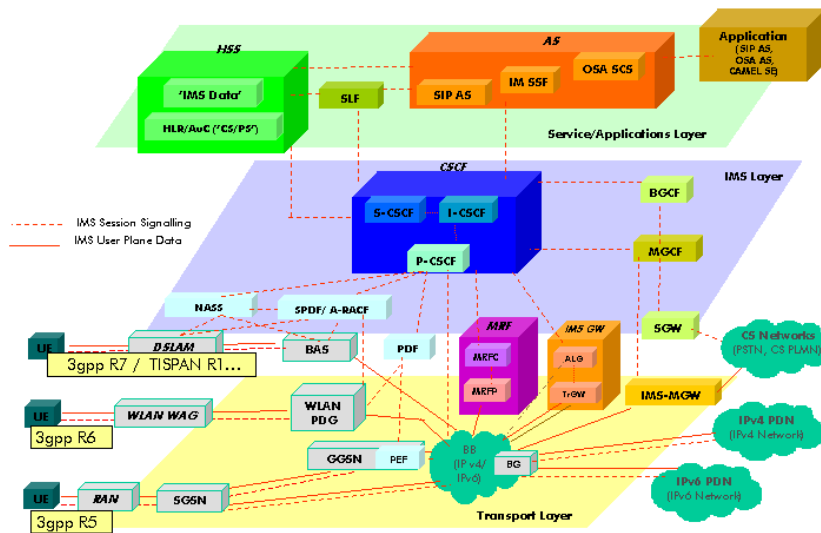 HSS
AS
Application
(SIP AS,
OSA AS,
CAMEL SE)
'IMS Data'
SLF
SIP AS
IM SSF
OSA SCS
HLR/AuC ('CS/PS')
Service/Applications Layer
CSCF
IMS Layer
S-CSCF
I-CSCF
BGCF
IMS Session Signalling
IMS User Plane Data
P-CSCF
MGCF
NASS
SPDF/ A-RACF
UE
DSLAM
BAS
PDF
MRF
IMS GW
SGW
CS Networks
(PSTN, CS PLMN)
3gpp R7 / TISPAN R1...
MRFC
ALG
UE
WLAN WAG
WLAN
PDG
MRFP
TrGW
IMS-MGW
3gpp R6
GGSN
PEF
BB
(IP v4/
IPv6)
BG
IPv4 PDN
(IPv4 Network)
UE
RAN
SGSN
IPv6 PDN
(IPv6 Network)
3gpp R5
Transport Layer